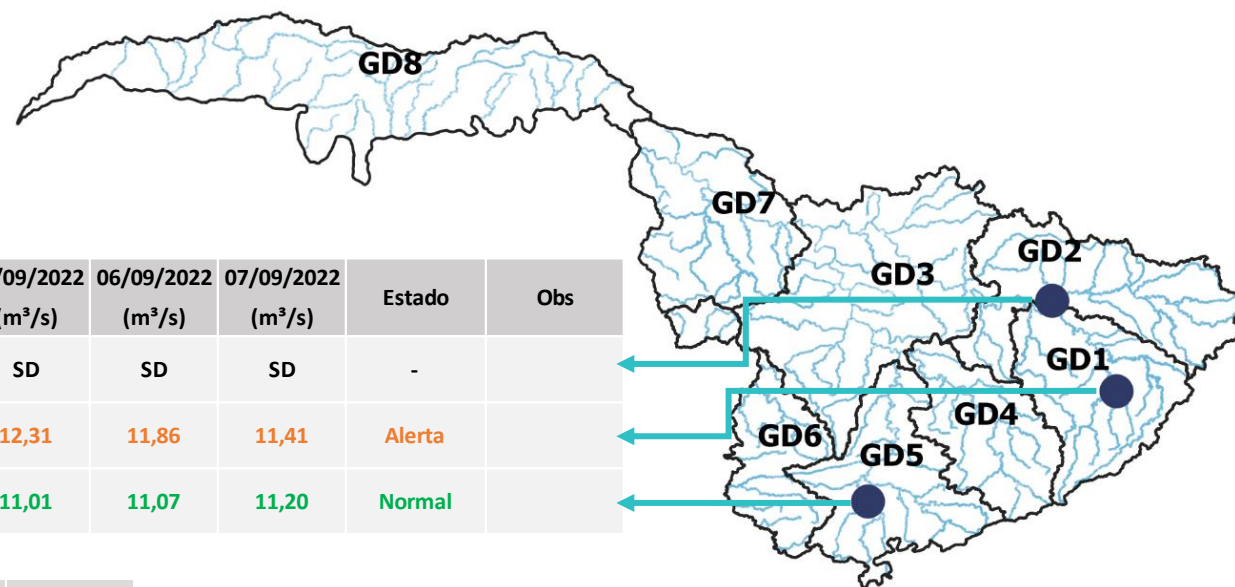 GD8
GD7
GD2
GD3
GD1
GD4
GD6
GD5
/09/2022 06/09/2022 07/09/2022 Estado Obs
(m³/s) (m³/s) (m³/s)
SD SD SD -
12,31 11,86 11,41 Alerta
11,01 11,07 11,20 Normal